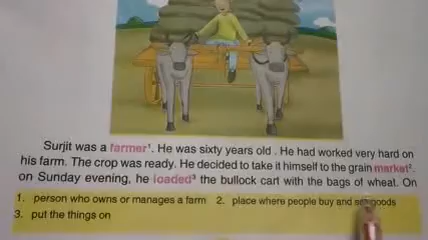 Surjit was a farmer¹. He was sixty years old . He had worked very hard on
his farm. The crop was ready. He decided to take it himself to the grain market².
on Sunday evening, he loaded³ the bullock cart with the bags of wheat. On
1. person who owns or manages a farm 2. place where people buy and sell goods
3. put the things on